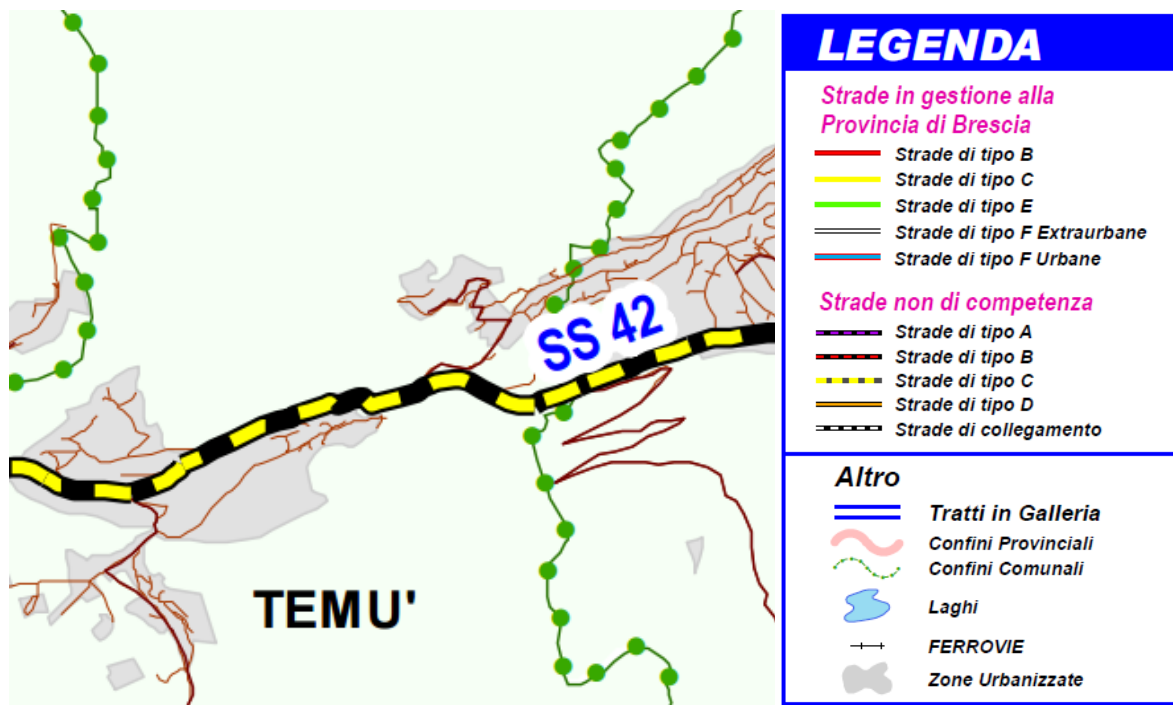 SS 42
TEMU'
LEGENDA
Strade in gestione alla
Provincia di Brescia
Strade di tipo B
Strade di tipo C
Strade di tipo E
Strade di tipo F Extraurbane
Strade di tipo F Urbane
Strade non di competenza
Strade di tipo A
Strade di tipo B
Strade di tipo C
Strade di tipo D
Strade di collegamento
Altro
Tratti in Galleria
Confini Provinciali
Confini Comunali
Laghi
FERROVIE
Zone Urbanizzate